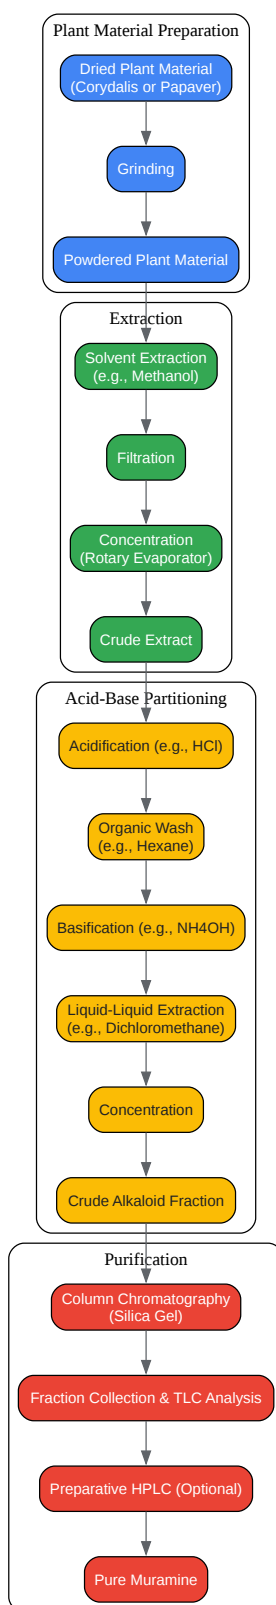 Plant Material Preparation
Dried Plant Material
(Corydalis or Papaver)
Grinding
Powdered Plant Material
Extraction
Solvent Extraction
(e.g., Methanol)
Filtration
Concentration
(Rotary Evaporator)
Crude Extract
Acid-Base Partitioning
Acidification (e.g., HCl)
Organic Wash
(e.g., Hexane)
Basification (e.g., NH4OH)
Liquid-Liquid Extraction
(e.g., Dichloromethane)
Concentration
Crude Alkaloid Fraction
Purification
Column Chromatography
(Silica Gel)
Fraction Collection & TLC Analysis
Preparative HPLC (Optional)
Pure Muramine